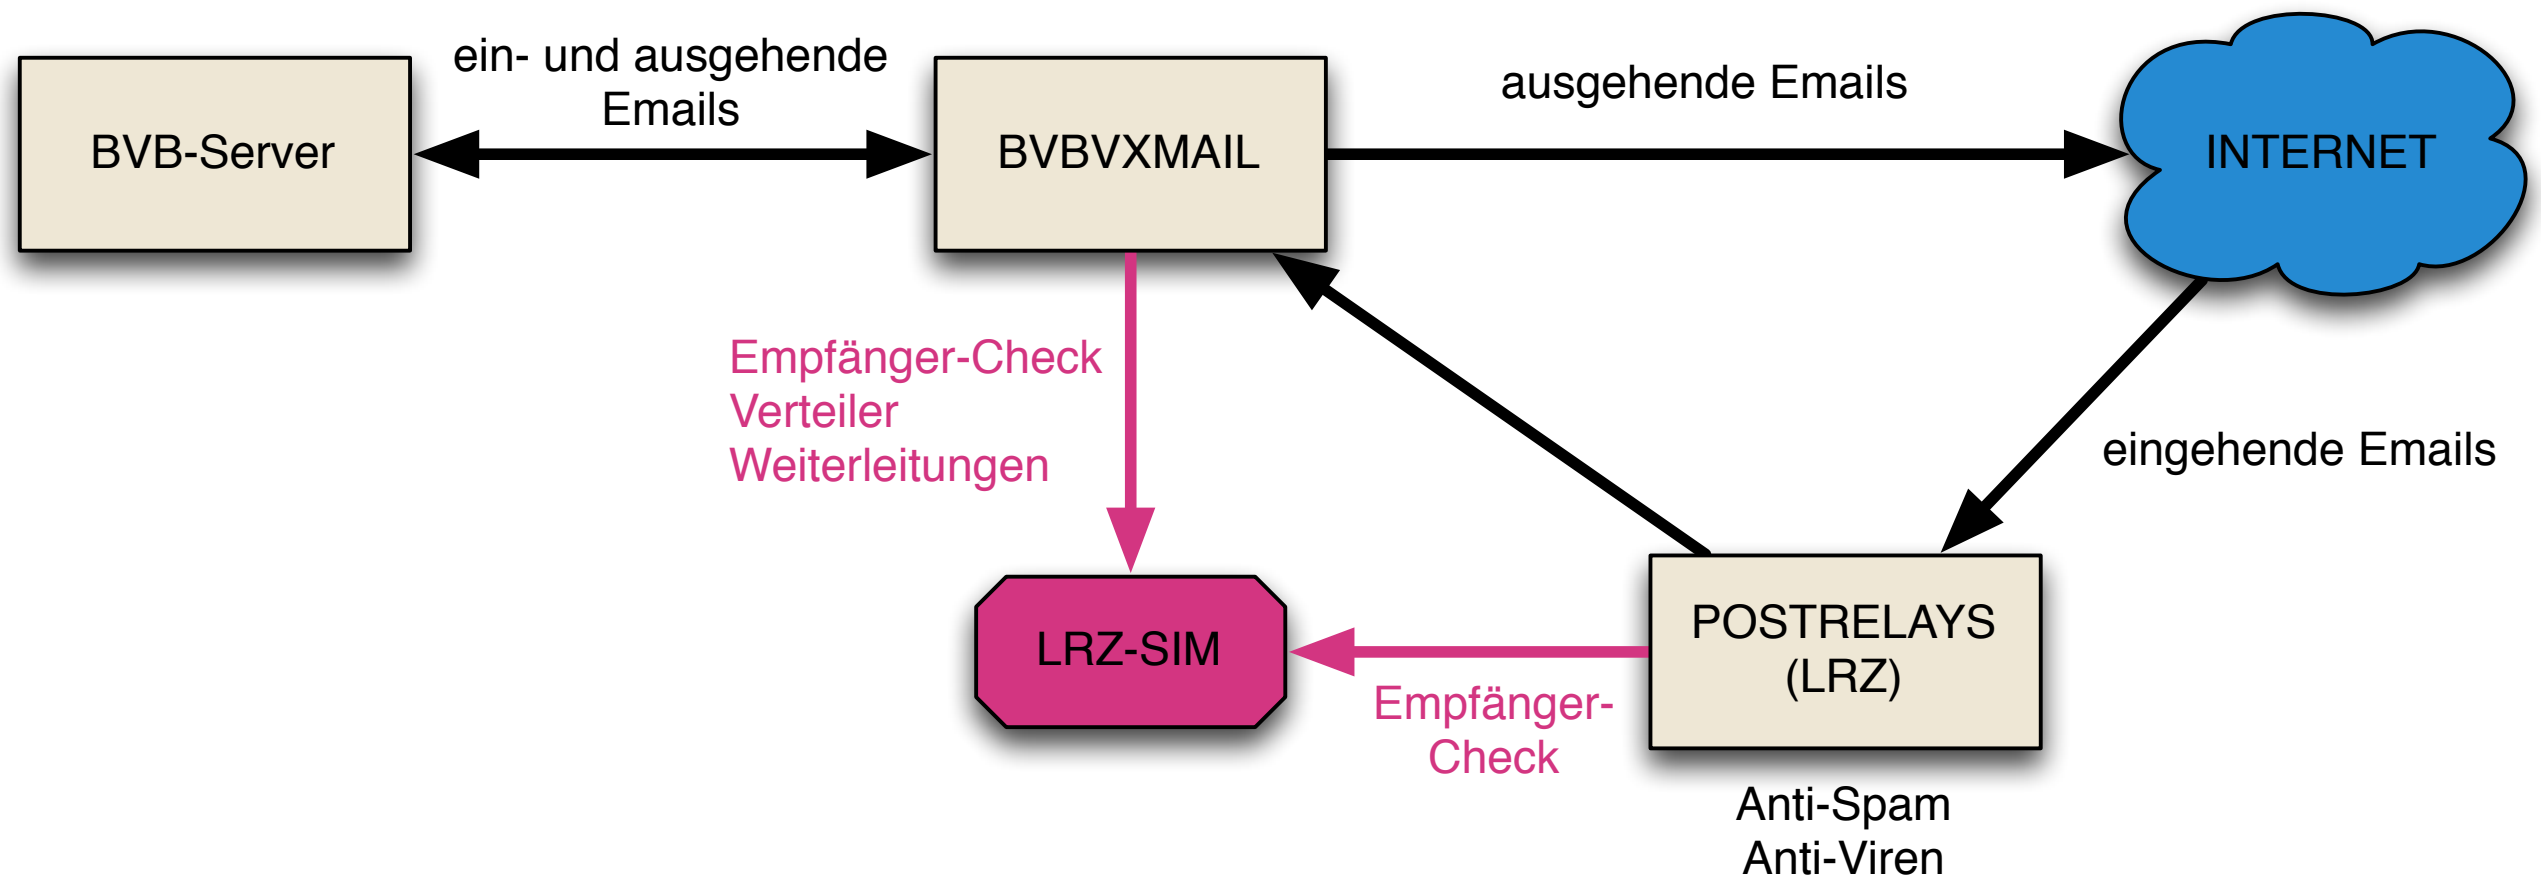 ein- und ausgehende
Emails
BVB-Server
BVBVXMAIL
ausgehende Emails
INTERNET
Empfänger-Check
Verteiler
Weiterleitungen
eingehende Emails
LRZ-SIM
POSTRELAYS
(LRZ)
Empfänger-
Check
Anti-Spam
Anti-Viren